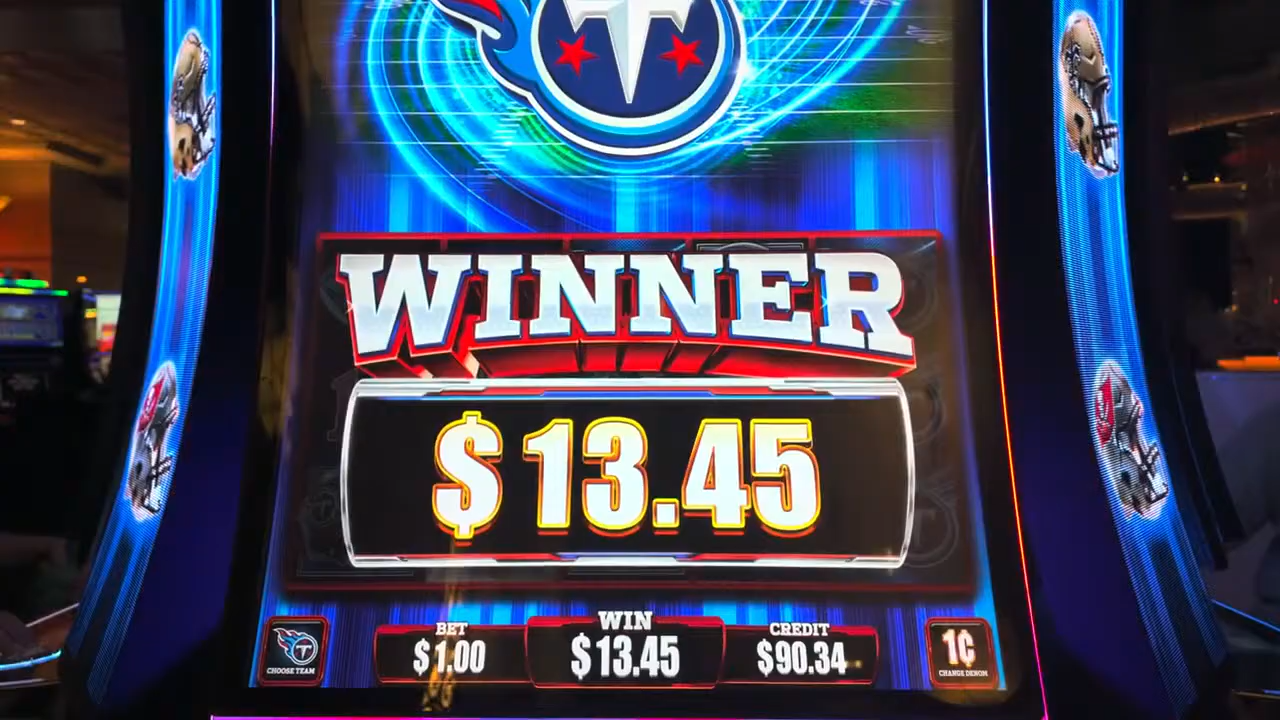 WINNER
$13.45
BET
$1.00
WIN
$13.45
CREDIT
$90.34
CHOOSE TEAM
1¢
CHANGE DENOM